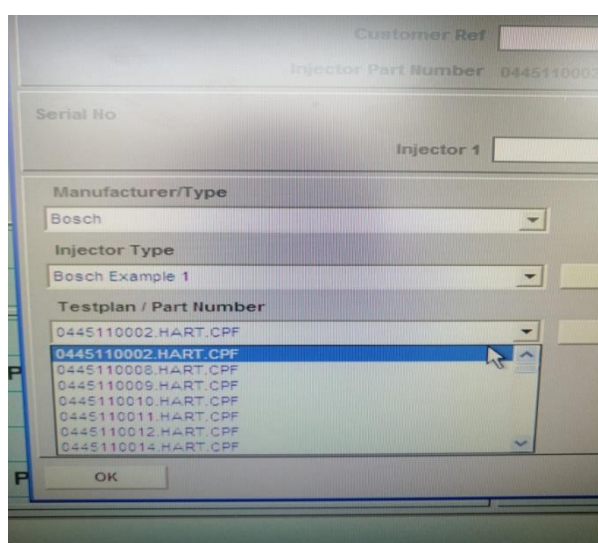 Customer Ref
Injector Part Number 0445110002
Serial No
Injector 1
Manufacturer/Type
Bosch
Injector Type
Bosch Example 1
Testplan / Part Number
0445110002.HART.CPF
0445110002.HART.CPF
0445110008.HART.CPF
0445110009.HART.CPF
0445110010.HART.CPF
0445110011.HART.CPF
0445110012.HART.CPF
0445110014.HART.CPF
P
P
OK